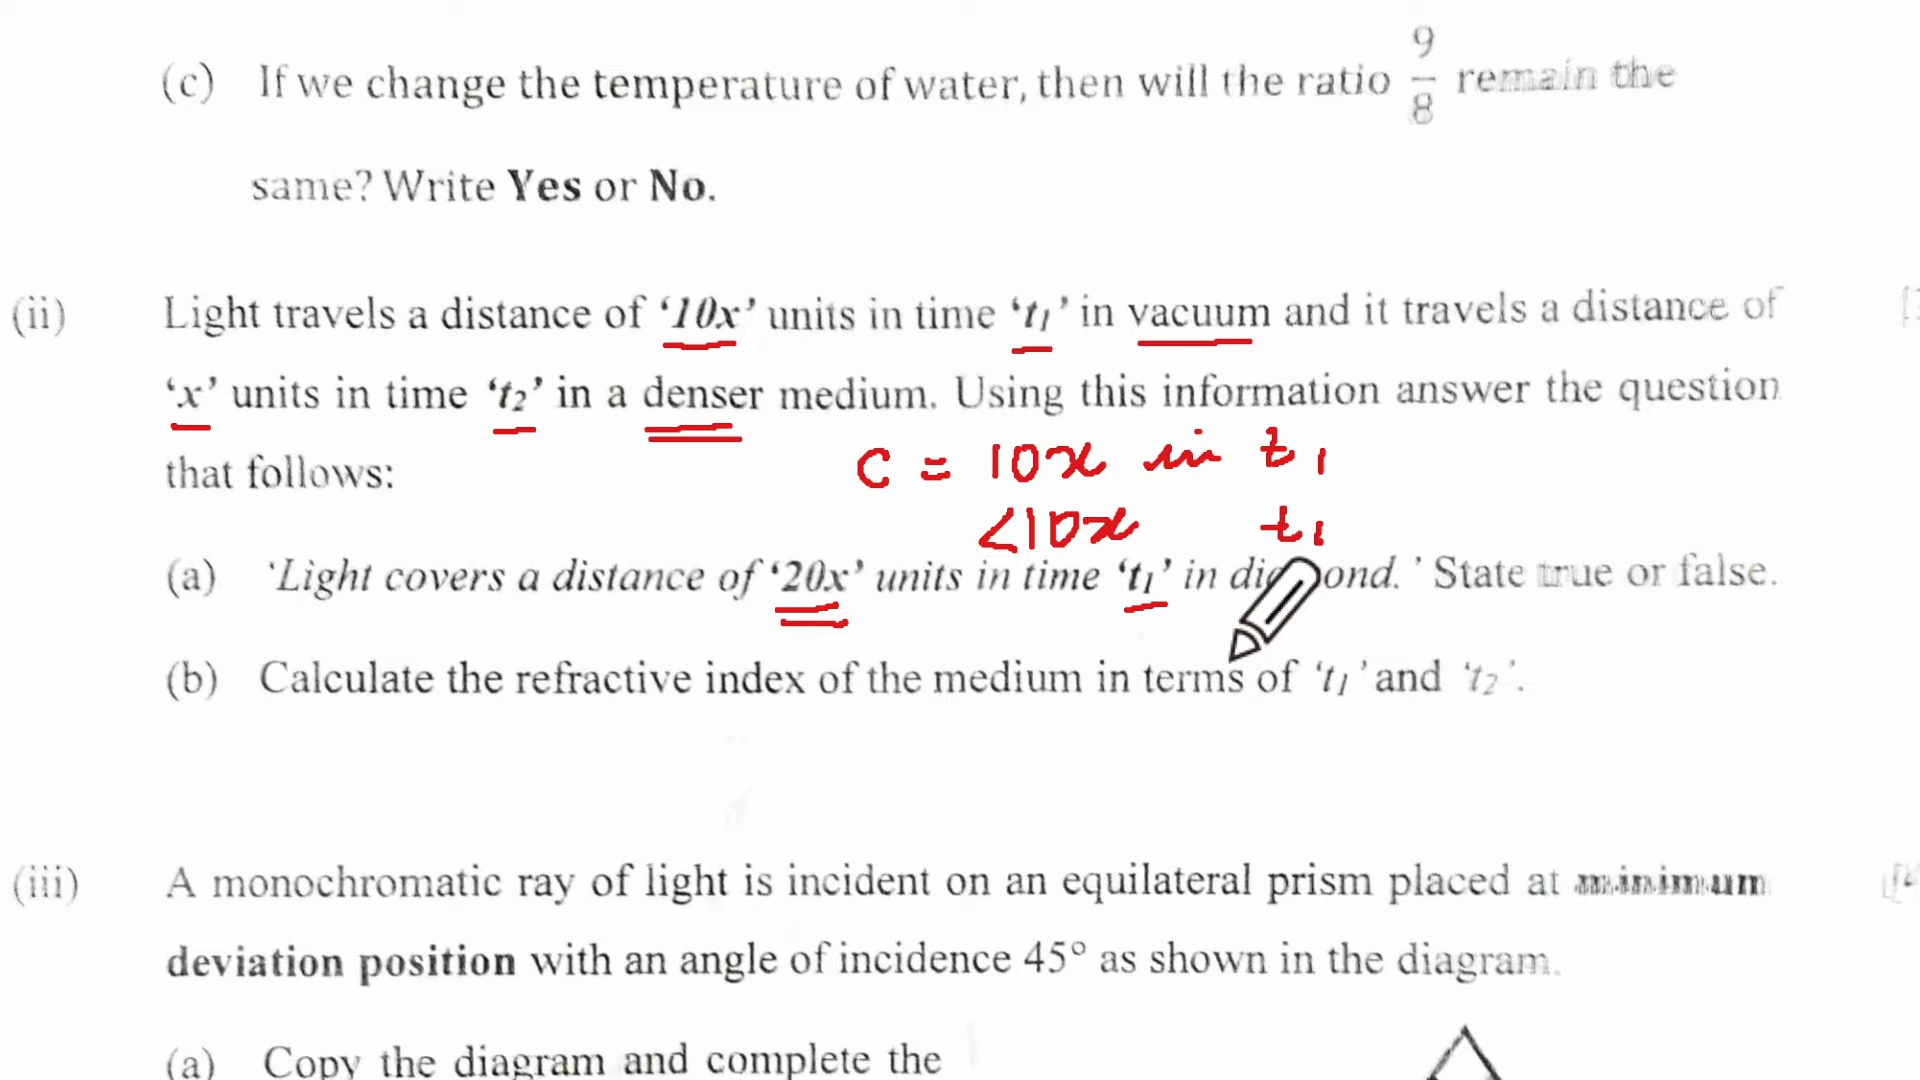 (c) If we change the temperature of water, then will the ratio 9/8 remain the
same? Write Yes or No.
(ii) Light travels a distance of ‘10x’ units in time ‘t1’ in vacuum and it travels a distance of
‘x’ units in time ‘t2’ in a denser medium. Using this information answer the question
that follows:
C = 10x in t1
<10x t1
(a) ‘Light covers a distance of ‘20x’ units in time ‘t1’ in ond.’ State true or false.
(b) Calculate the refractive index of the medium in terms of ‘t1’ and ‘t2’.
(iii) A monochromatic ray of light is incident on an equilateral prism placed at minimum
deviation position with an angle of incidence 45° as shown in the diagram.
(a) Copy the diagram and complete the